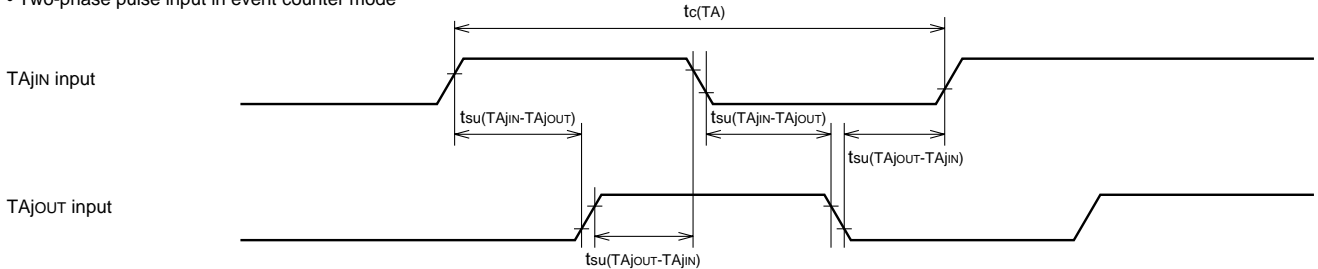 • Two-phase pulse input in event counter mode
tc(TA)
TAjIN input
tsu(TAjIN-TAjOUT)
tsu(TAjIN-TAjOUT)
tsu(TAjOUT-TAjIN)
TAjOUT input
tsu(TAjOUT-TAjIN)